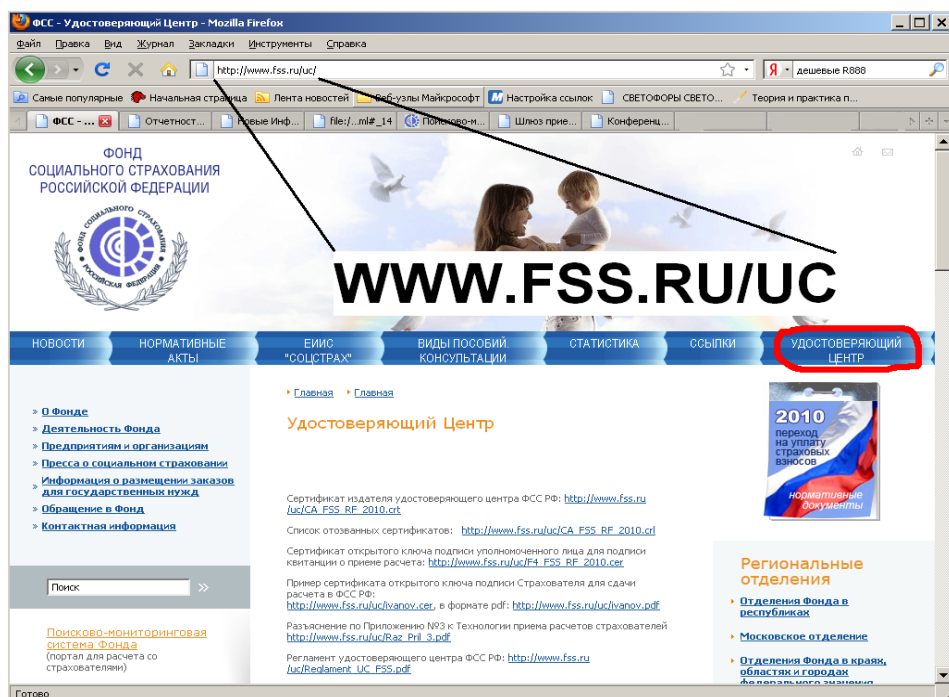 ФСС - Удостоверяющий Центр - Mozilla Firefox
Файл Правка Вид Журнал Закладки Инструменты Справка
http://www.fss.ru/uc/
Я дешевые R888
Самые популярные Начальная страница Лента новостей Веб-узлы Майкрософт Настройка ссылок СВЕТОФОРЫ СВЕТО... Теория и практика п...
ФСС - ... Отчетност... Новые Инф... file:/...ml#_14 Поисково-м... Шлюз прие... Конференц...
ФОНД
СОЦИАЛЬНОГО СТРАХОВАНИЯ
РОССИЙСКОЙ ФЕДЕРАЦИИ
ФОНД СОЦИАЛЬНОГО СТРАХОВАНИЯ
РОССИЙСКАЯ ФЕДЕРАЦИЯ
WWW.FSS.RU/UC
НОВОСТИ
НОРМАТИВНЫЕ
АКТЫ
ЕИИС
"СОЦСТРАХ"
ВИДЫ ПОСОБИЙ.
КОНСУЛЬТАЦИИ
СТАТИСТИКА
ССЫЛКИ
УДОСТОВЕРЯЮЩИЙ
ЦЕНТР
» О Фонде
» Деятельность Фонда
» Предприятиям и организациям
» Пресса о социальном страховании
» Информация о размещении заказов
для государственных нужд
» Обращение в Фонд
» Контактная информация
Поиск »
Поисково-мониторинговая
система Фонда
(портал для расчета со
страхователями)
Главная Главная
Удостоверяющий Центр
Сертификат издателя удостоверяющего центра ФСС РФ: http://www.fss.ru
/uc/CA_FSS_RF_2010.crt
Список отозванных сертификатов: http://www.fss.ru/uc/CA_FSS_RF_2010.crl
Сертификат открытого ключа подписи уполномоченного лица для подписи
квитанции о приеме расчета: http://www.fss.ru/uc/F4_FSS_RF_2010.cer
Пример сертификата открытого ключа подписи Страхователя для сдачи
расчета в ФСС РФ:
http://www.fss.ru/uc/ivanov.cer, в формате pdf: http://www.fss.ru/uc/ivanov.pdf
Разъяснение по Приложению №3 к Технологии приема расчетов страхователей
http://www.fss.ru/uc/Raz_Pril_3.pdf
Регламент удостоверяющего центра ФСС РФ: http://www.fss.ru
/uc/Reglament_UC_FSS.pdf
2010
переход
на уплату
страховых
взносов
нормативные
документы
Региональные
отделения
Отделения Фонда в
республиках
Московское отделение
Отделения Фонда в краях,
областях и городах
федерального значения
Готово